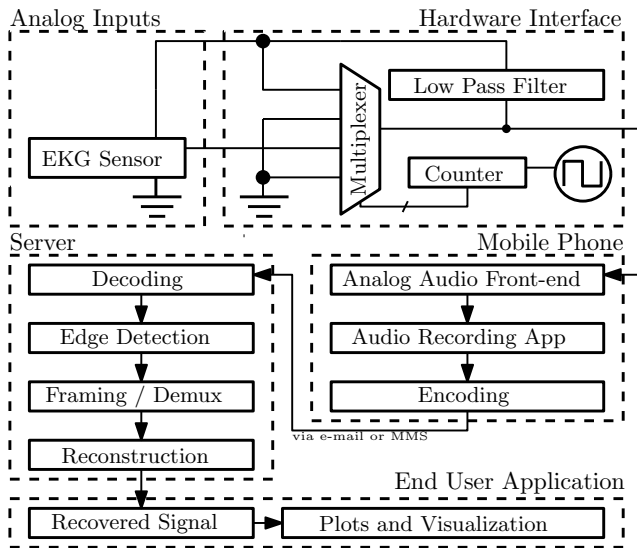 Analog Inputs
Hardware Interface
Low Pass Filter
Multiplexer
EKG Sensor
Counter
Server
Mobile Phone
Decoding
Analog Audio Front-end
Edge Detection
Audio Recording App
Framing / Demux
Encoding
via e-mail or MMS
Reconstruction
End User Application
Recovered Signal
Plots and Visualization